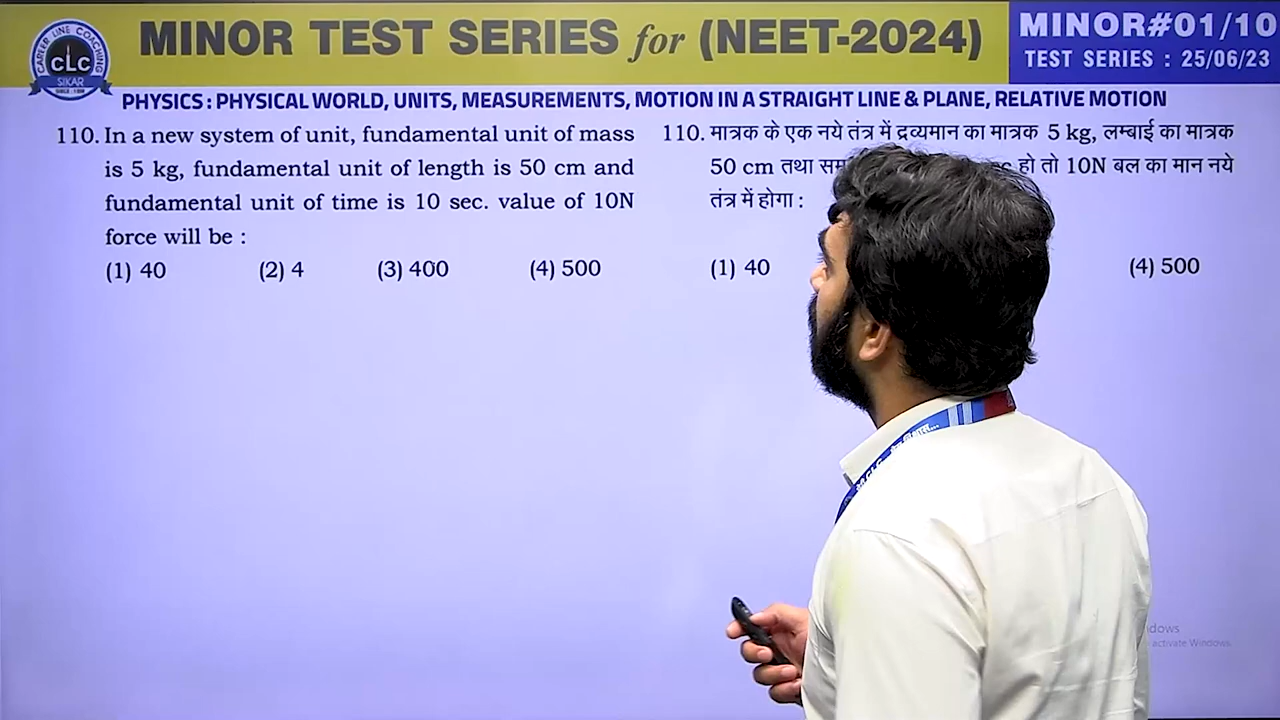 MINOR TEST SERIES for (NEET-2024)
MINOR#01/10
TEST SERIES : 25/06/23
CAREER LINE COACHING
CLC
SIKAR
PHYSICS : PHYSICAL WORLD, UNITS, MEASUREMENTS, MOTION IN A STRAIGHT LINE & PLANE, RELATIVE MOTION
110. In a new system of unit, fundamental unit of mass
is 5 kg, fundamental unit of length is 50 cm and
fundamental unit of time is 10 sec. value of 10N
force will be :
(1) 40 (2) 4 (3) 400 (4) 500
110. मात्रक के एक नये तंत्र में द्रव्यमान का मात्रक 5 kg, लम्बाई का मात्रक
50 cm तथा हो तो 10N बल का मान नये
तंत्र में होगा :
(1) 40 (4) 500
activate Windows